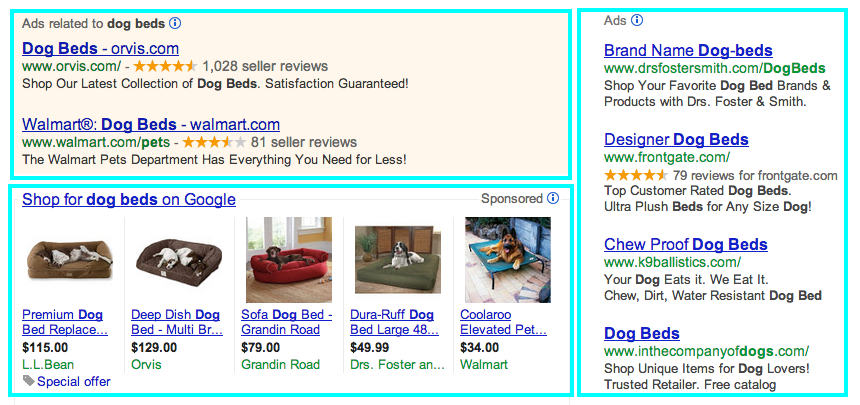 Ads related to dog beds
Dog Beds - orvis.com
www.orvis.com/ - 1,028 seller reviews
Shop Our Latest Collection of Dog Beds. Satisfaction Guaranteed!
Walmart®: Dog Beds - walmart.com
www.walmart.com/pets - 81 seller reviews
The Walmart Pets Department Has Everything You Need for Less!
Shop for dog beds on Google
Sponsored
Premium Dog
Bed Replace...
$115.00
L.L.Bean
Special offer
Deep Dish Dog
Bed - Multi Br...
$129.00
Orvis
Sofa Dog Bed -
Grandin Road
$79.00
Grandin Road
Dura-Ruff Dog
Bed Large 48...
$49.99
Drs. Foster an...
Coolaroo
Elevated Pet...
$34.00
Walmart
Ads
Brand Name Dog-beds
www.drsfostersmith.com/DogBeds
Shop Your Favorite Dog Bed Brands &
Products with Drs. Foster & Smith.
Designer Dog Beds
www.frontgate.com/
79 reviews for frontgate.com
Top Customer Rated Dog Beds.
Ultra Plush Beds for Any Size Dog!
Chew Proof Dog Beds
www.k9ballistics.com/
Your Dog Eats it. We Eat It.
Chew, Dirt, Water Resistant Dog Bed
Dog Beds
www.inthecompanyofdogs.com/
Shop Unique Items for Dog Lovers!
Trusted Retailer. Free catalog